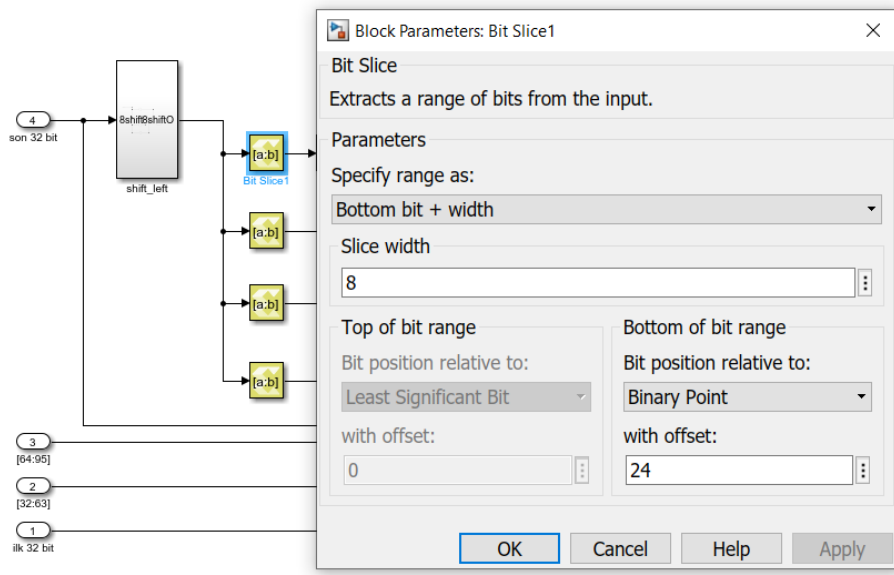 4
son 32 bit
8shift8shiftO
shift_left
[a:b]
Bit Slice1
[a:b]
[a:b]
[a:b]
3
[64:95]
2
[32:63]
1
ilk 32 bit
Block Parameters: Bit Slice1
Bit Slice
Extracts a range of bits from the input.
Parameters
Specify range as:
Bottom bit + width
Slice width
8
Top of bit range
Bit position relative to:
Least Significant Bit
with offset:
0
Bottom of bit range
Bit position relative to:
Binary Point
with offset:
24
OK
Cancel
Help
Apply